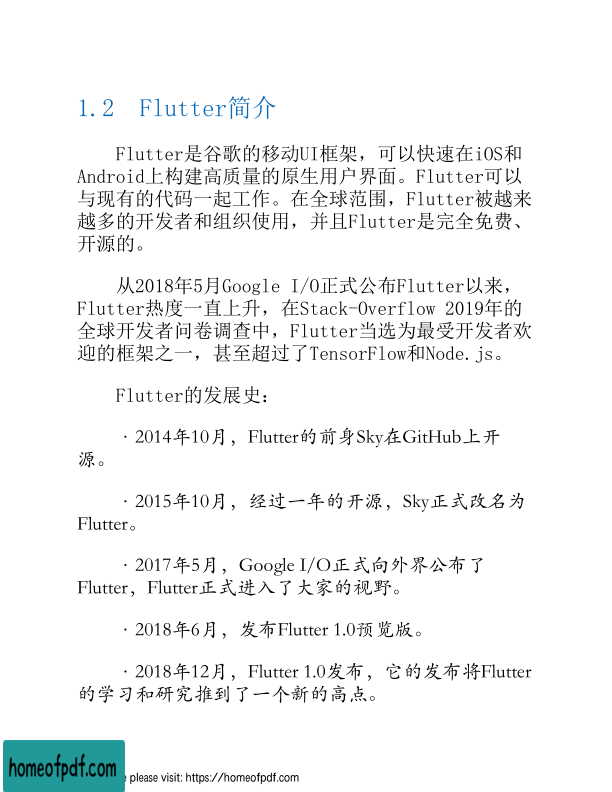 1.2 Flutter简介
Flutter是谷歌的移动UI框架，可以快速在iOS和
Android上构建高质量的原生用户界面。Flutter可以
与现有的代码一起工作。在全球范围，Flutter被越来
越多的开发者和组织使用，并且Flutter是完全免费、
开源的。
从2018年5月Google I/O正式公布Flutter以来，
Flutter热度一直上升，在Stack-Overflow 2019年的
全球开发者问卷调查中，Flutter当选为最受开发者欢
迎的框架之一，甚至超过了TensorFlow和Node.js。
Flutter的发展史：
·2014年10月，Flutter的前身Sky在GitHub上开
源。
·2015年10月，经过一年的开源，Sky正式改名为
Flutter。
·2017年5月，Google I/O正式向外界公布了
Flutter，Flutter正式进入了大家的视野。
·2018年6月，发布Flutter 1.0预览版。
·2018年12月，Flutter 1.0发布，它的发布将Flutter
的学习和研究推到了一个新的高点。
homeofpdf.com
please visit: https://homeofpdf.com